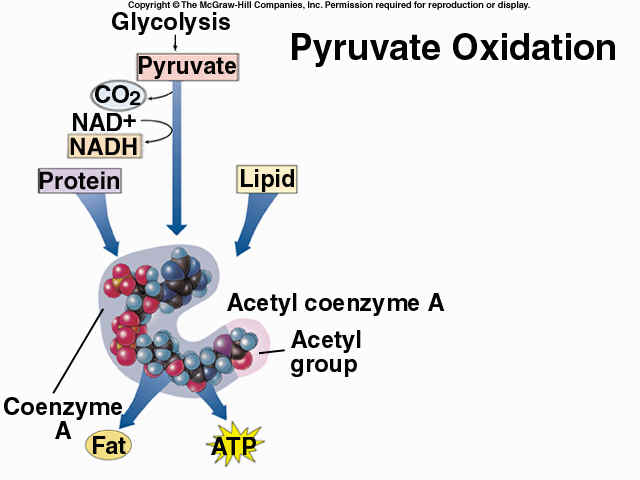 Copyright © The McGraw-Hill Companies, Inc. Permission required for reproduction or display.
Glycolysis
Pyruvate Oxidation
Pyruvate
CO2
NAD+
NADH
Protein
Lipid
Acetyl coenzyme A
Acetyl
group
Coenzyme
A
Fat
ATP